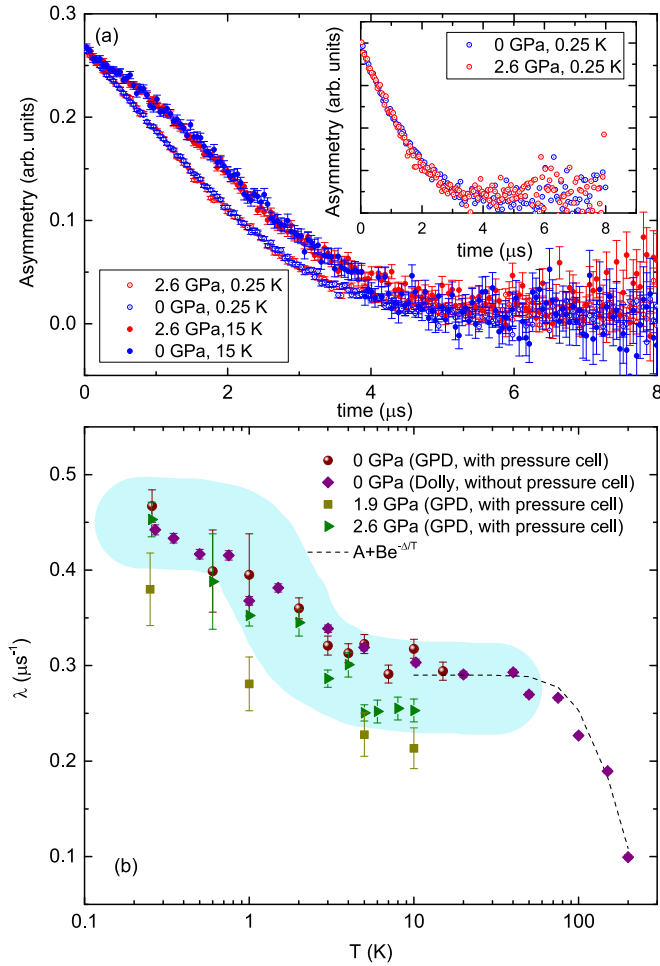 0.3
(a)
0.2
0.1
0.0
Asymmetry (arb. units)
2.6 GPa, 0.25 K
0 GPa, 0.25 K
2.6 GPa,15 K
0 GPa, 15 K
0 2 4 6 8
time (μs)
0 GPa, 0.25 K
2.6 GPa, 0.25 K
Asymmetry (arb. units)
0 2 4 6 8
time (μs)
0.5
0.4
0.3
0.2
0.1
λ (μs⁻¹)
0 GPa (GPD, with pressure cell)
0 GPa (Dolly, without pressure cell)
1.9 GPa (GPD, with pressure cell)
2.6 GPa (GPD, with pressure cell)
A+Be^{-Δ/T}
(b)
0.1 1 10 100
T (K)